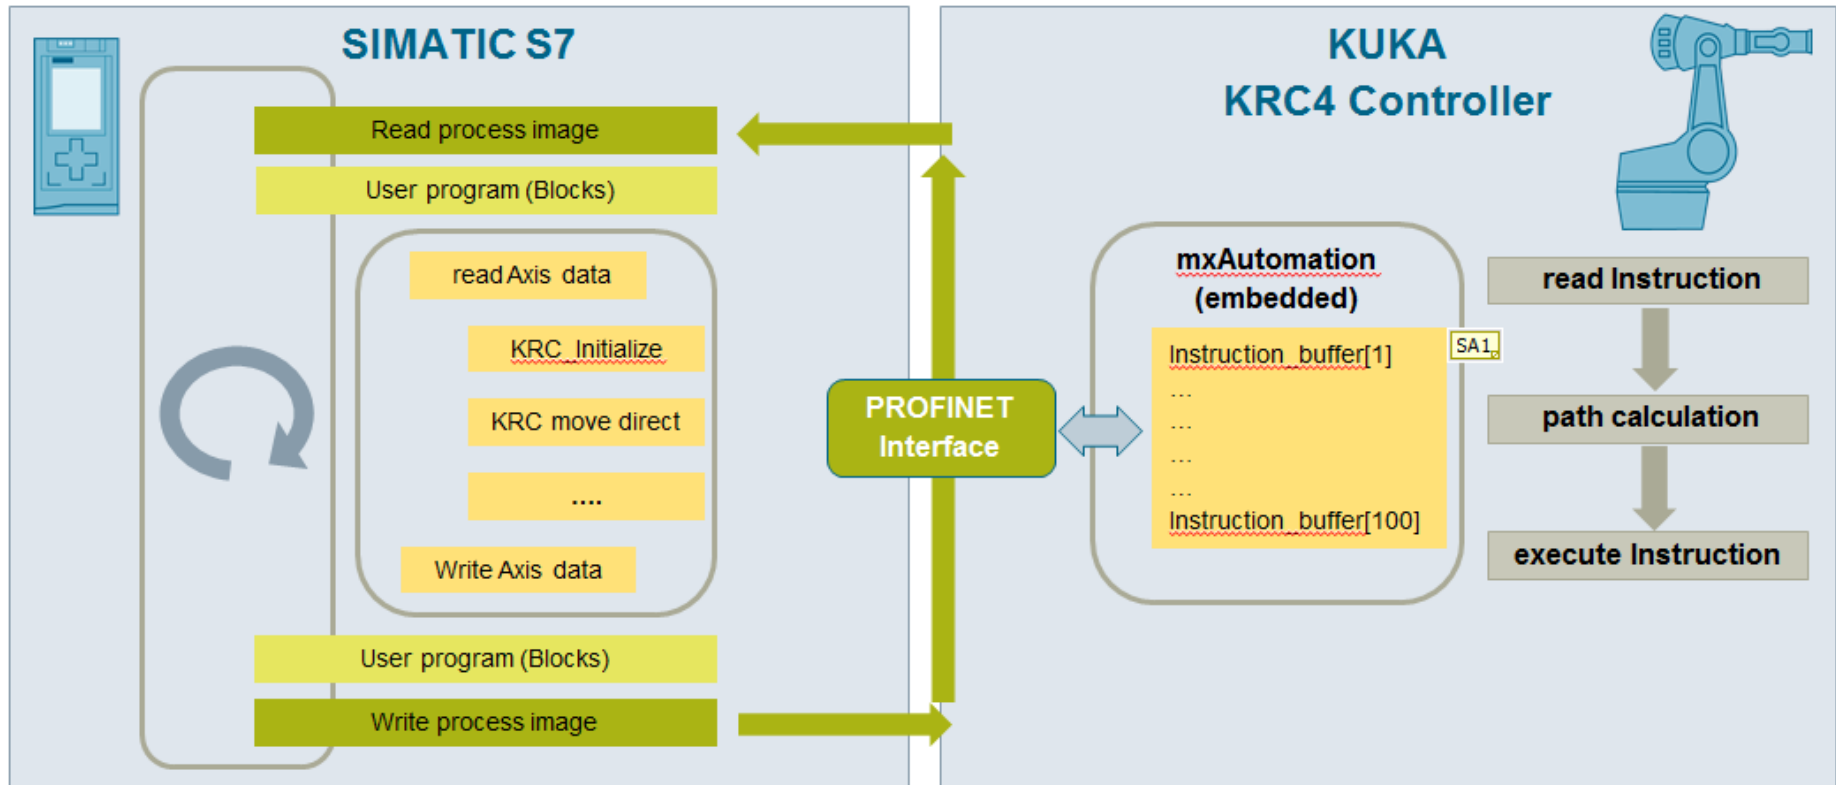 SIMATIC S7
Read process image
User program (Blocks)
read Axis data
KRC_Initialize
KRC move direct
....
Write Axis data
User program (Blocks)
Write process image
PROFINET
Interface
KUKA
KRC4 Controller
mxAutomation
(embedded)
Instruction_buffer[1]
...
...
...
...
Instruction_buffer[100]
SA1
read Instruction
path calculation
execute Instruction